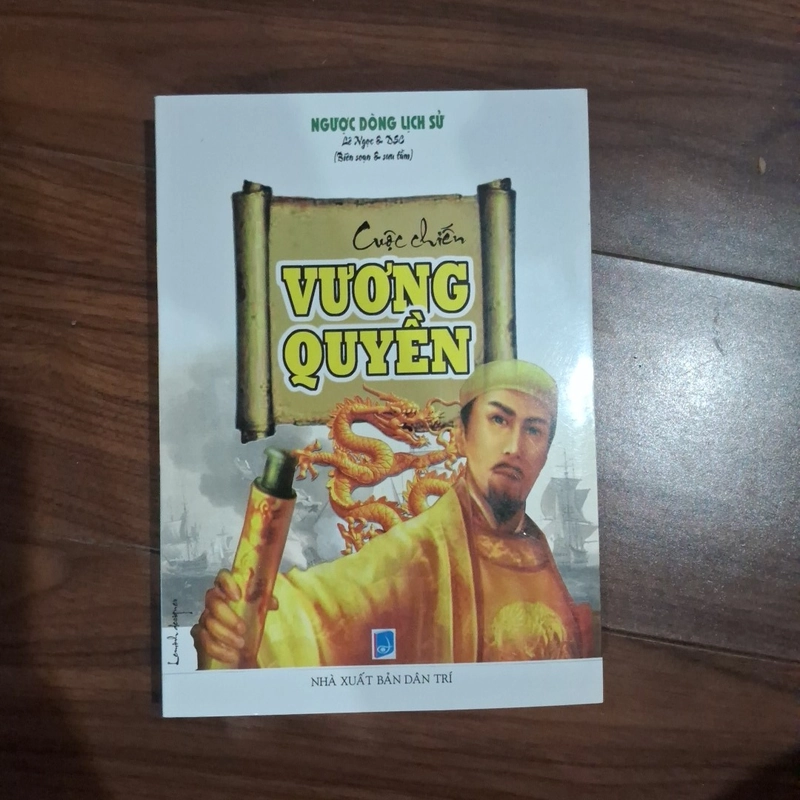 NGƯỢC DÒNG LỊCH SỬ
Lê Ngọc & DSC
(Biên soạn & sưu tầm)
Cuộc chiến
VƯƠNG
QUYỀN
NHÀ XUẤT BẢN DÂN TRÍ